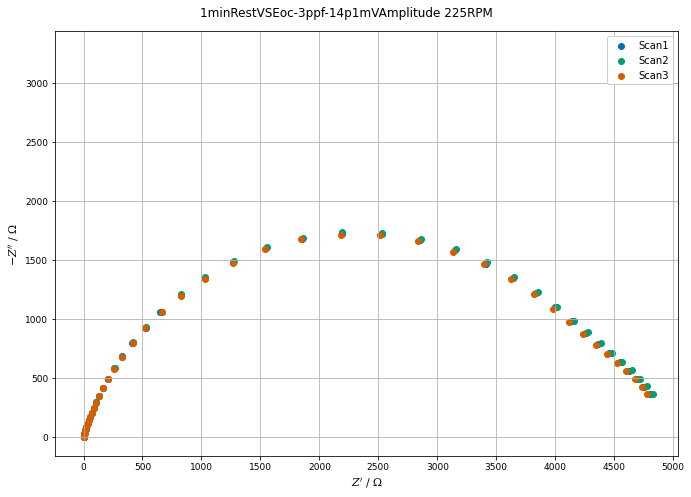 1minRestVSEoc-3ppf-14p1mVAmplitude 225RPM
Scan1
Scan2
Scan3
3000
2500
2000
1500
1000
500
0
−Z'' / Ω
0 500 1000 1500 2000 2500 3000 3500 4000 4500 5000
Z' / Ω